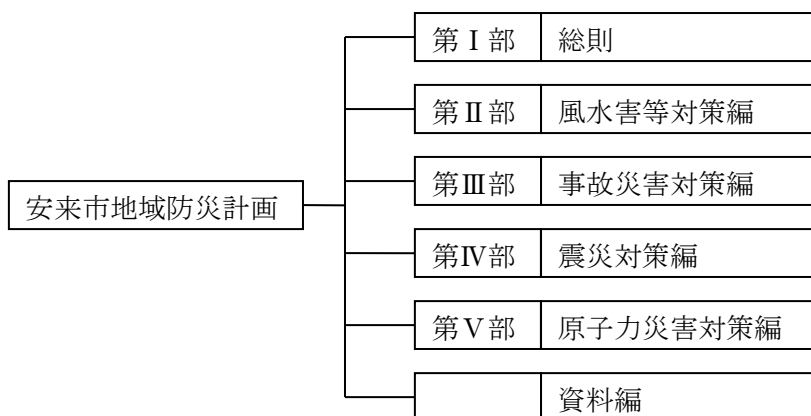 第Ⅰ部 総則
第Ⅱ部 風水害等対策編
第Ⅲ部 事故災害対策編
安来市地域防災計画
第Ⅳ部 震災対策編
第Ⅴ部 原子力災害対策編
資料編